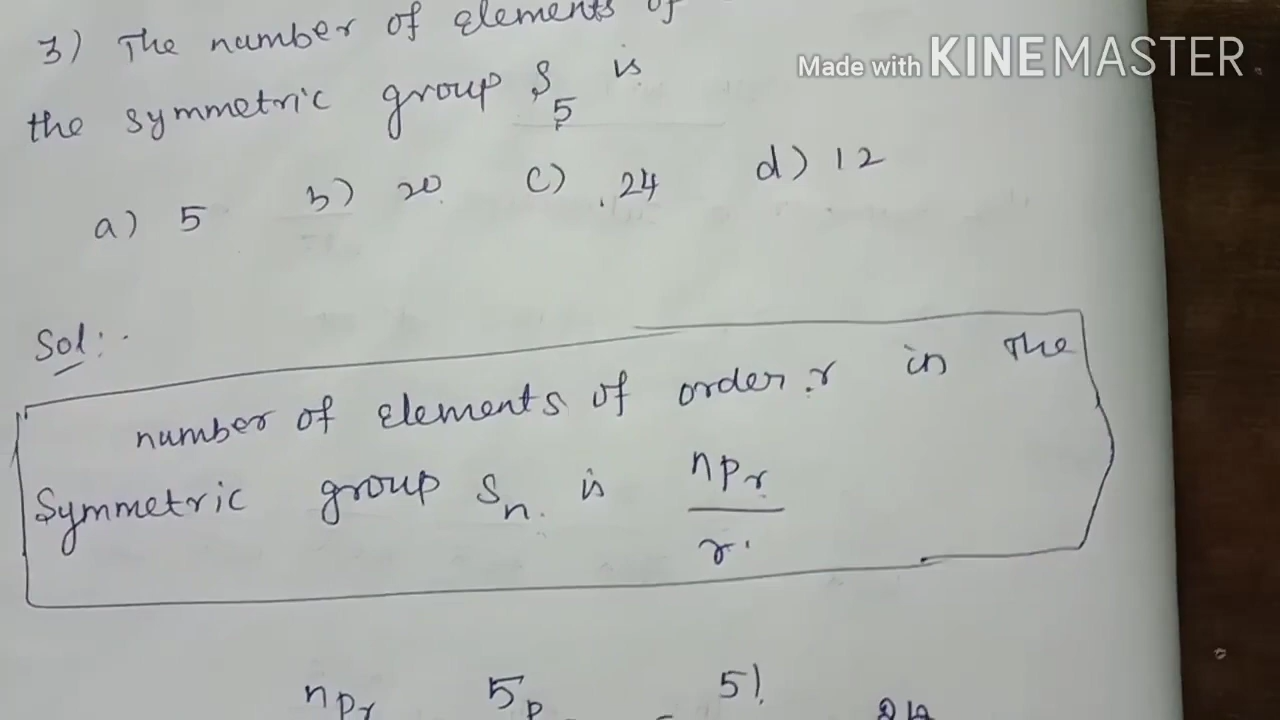 3) The number of elements of
the symmetric group S5 is
a) 5 b) 20 c) 24 d) 12
Made with KINEMASTER
Sol:-
number of elements of order r in the
Symmetric group Sn is nPr
r
nPr 5P 5!